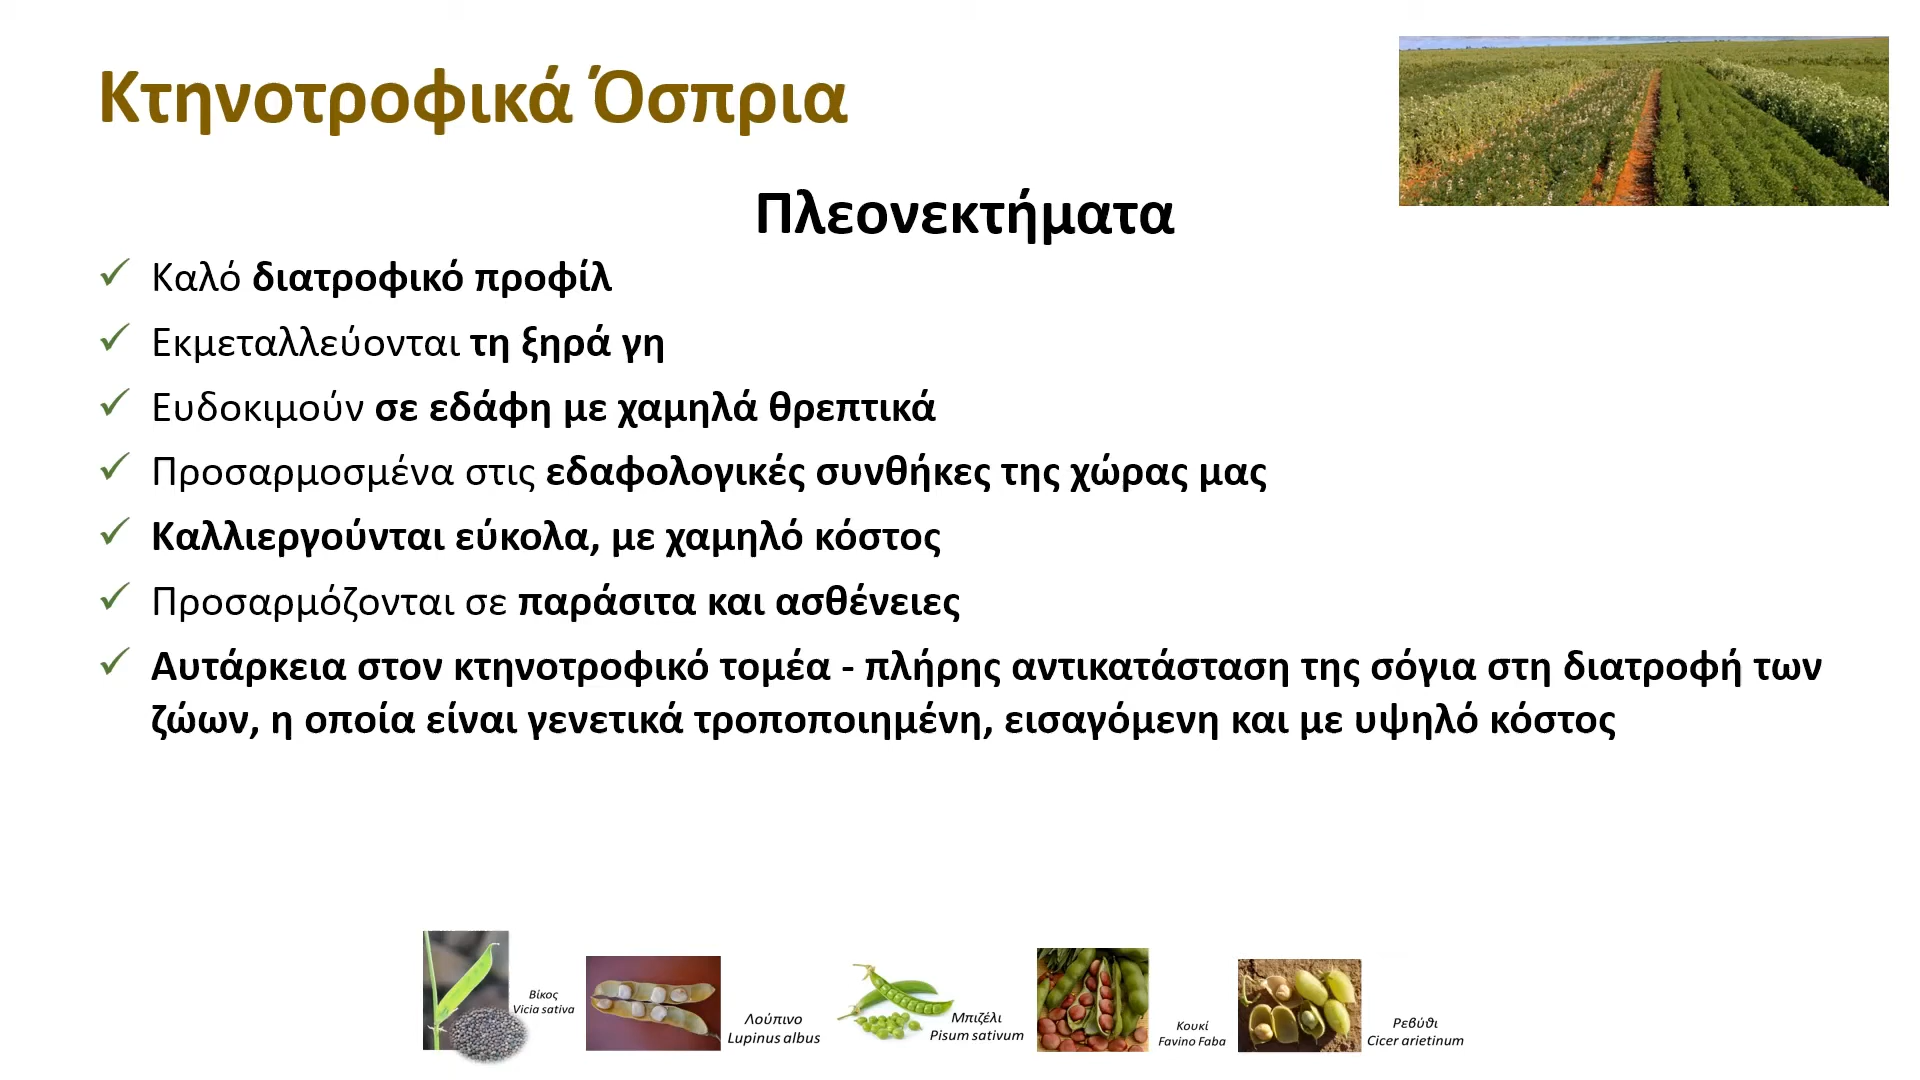 Κτηνοτροφικά Όσπρια
Πλεονεκτήματα
Καλό διατροφικό προφίλ
Εκμεταλλεύονται τη ξηρά γη
Ευδοκιμούν σε εδάφη με χαμηλά θρεπτικά
Προσαρμοσμένα στις εδαφολογικές συνθήκες της χώρας μας
Καλλιεργούνται εύκολα, με χαμηλό κόστος
Προσαρμόζονται σε παράσιτα και ασθένειες
Αυτάρκεια στον κτηνοτροφικό τομέα - πλήρης αντικατάσταση της σόγια στη διατροφή των
ζώων, η οποία είναι γενετικά τροποποιημένη, εισαγόμενη και με υψηλό κόστος
Βίκος
Vicia sativa
Λούπινο
Lupinus albus
Μπιζέλι
Pisum sativum
Κουκί
Favino Faba
Ρεβύθι
Cicer arietinum